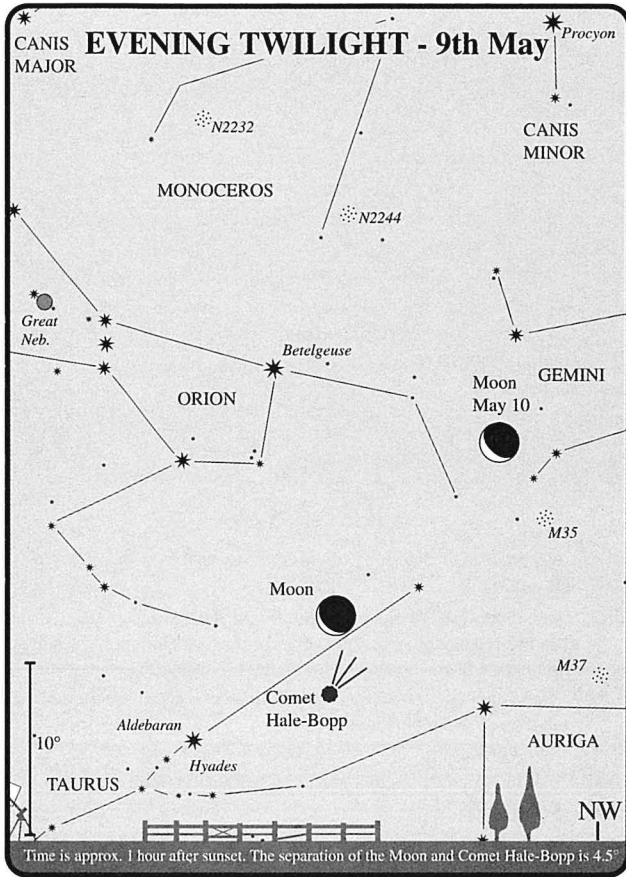 EVENING TWILIGHT - 9th May
CANIS
MAJOR
Procyon
N2232
CANIS
MINOR
MONOCEROS
N2244
Great
Neb.
Betelgeuse
Moon
May 10
GEMINI
ORION
M35
Moon
M37
Comet
Hale-Bopp
Aldebaran
10°
AURIGA
Hyades
TAURUS
NW
Time is approx. 1 hour after sunset. The separation of the Moon and Comet Hale-Bopp is 4.5°